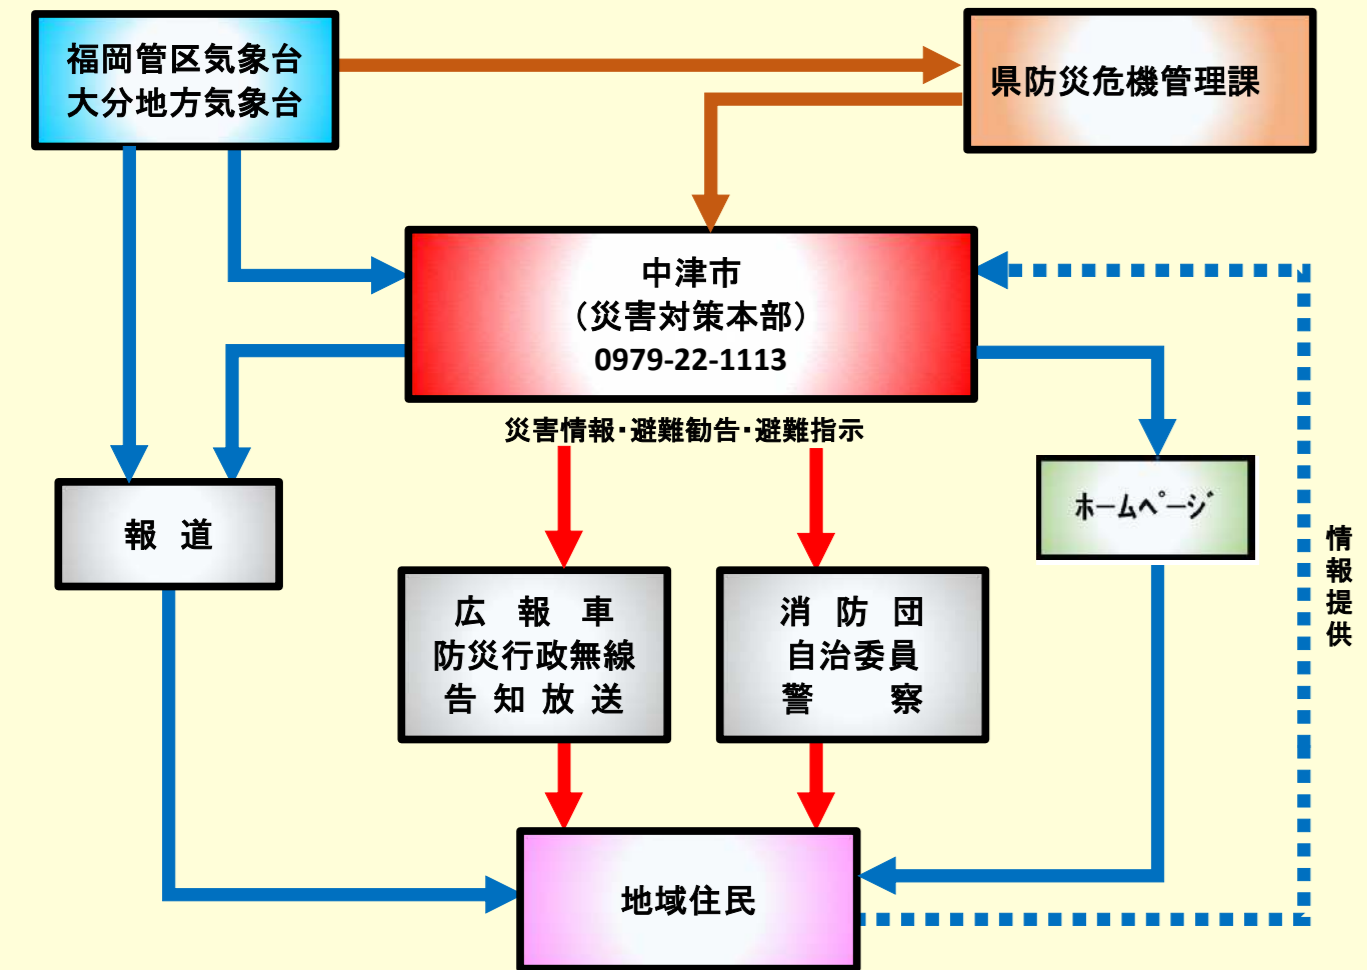 福岡管区気象台
大分地方気象台
県防災危機管理課
中津市
（災害対策本部）
0979-22-1113
災害情報・避難勧告・避難指示
報 道
ﾎｰﾑﾍﾟｰｼﾞ
広 報 車
防災行政無線
告 知 放 送
消 防 団
自治委員
警 察
情報提供
地域住民